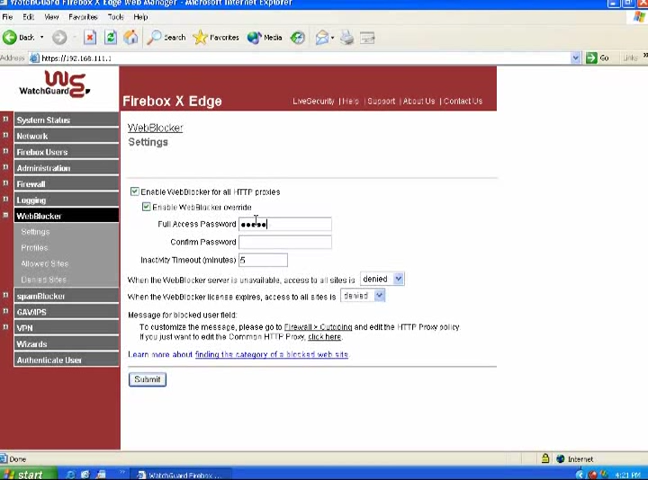 WatchGuard Firebox X Edge Web Manager - Microsoft Internet Explorer
File Edit View Favorites Tools Help
Back Search Favorites Media
Address https://192.168.111.1 Go Links
WatchGuard
Firebox X Edge
LiveSecurity | Help | Support | About Us | Contact Us
System Status
Network
Firebox Users
Administration
Firewall
Logging
WebBlocker
Settings
Profiles
Allowed Sites
Denied Sites
spamBlocker
GAV/IPS
VPN
Wizards
Authenticate User
WebBlocker
Settings
Enable WebBlocker for all HTTP proxies
Enable WebBlocker override
Full Access Password •••••
Confirm Password
Inactivity Timeout (minutes) 5
When the WebBlocker server is unavailable, access to all sites is denied
When the WebBlocker license expires, access to all sites is denied
Message for blocked user field:
To customize the message, please go to Firewall > Outgoing and edit the HTTP Proxy policy.
If you just want to edit the Common HTTP Proxy, click here.
Learn more about finding the category of a blocked web site.
Submit
Done Internet
start WatchGuard Firebox ... 4:21 PM